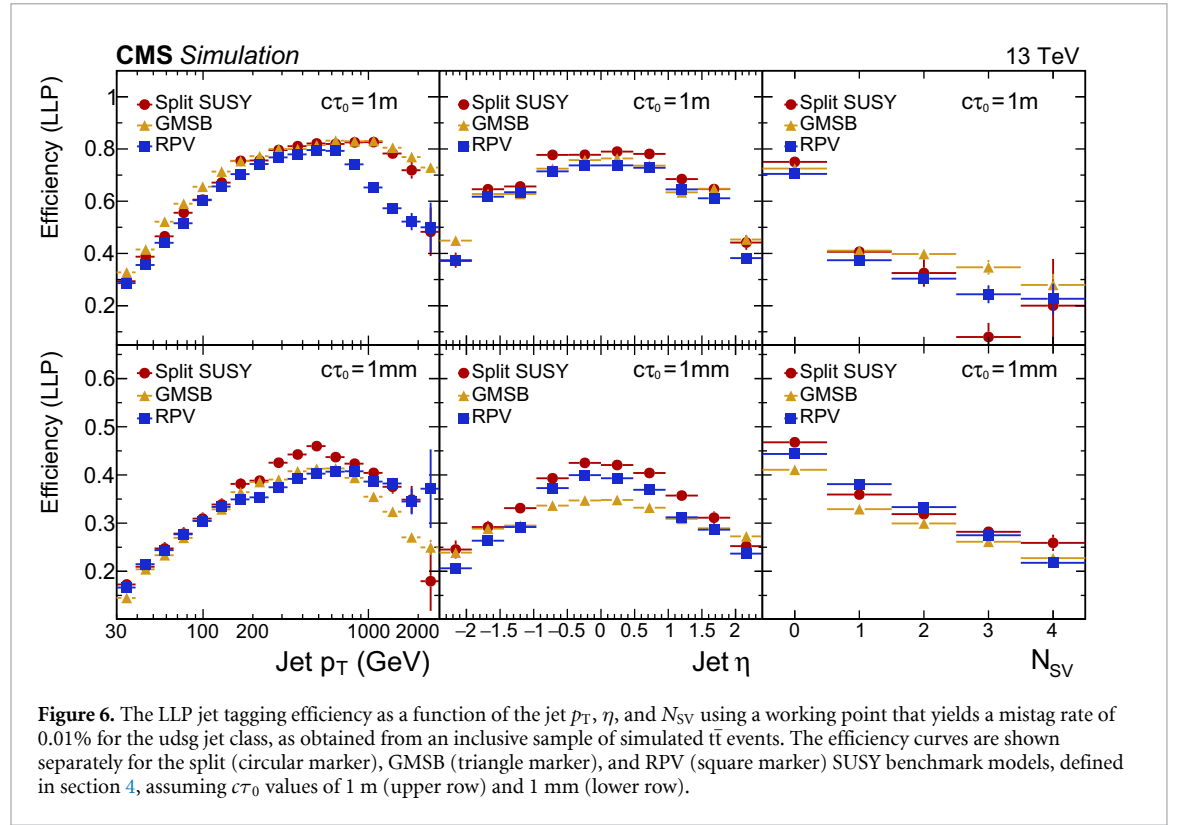 CMS Simulation
13 TeV
Efficiency (LLP)
1
0.8
0.6
0.4
0.2
Split SUSY
GMSB
RPV
cτ₀ = 1m
Split SUSY
GMSB
RPV
cτ₀ = 1m
Split SUSY
GMSB
RPV
cτ₀ = 1m
Efficiency (LLP)
0.6
0.5
0.4
0.3
0.2
Split SUSY
GMSB
RPV
cτ₀ = 1mm
Split SUSY
GMSB
RPV
cτ₀ = 1mm
Split SUSY
GMSB
RPV
cτ₀ = 1mm
30 100 200 1000 2000
−2 −1.5 −1 −0.5 0 0.5 1 1.5 2
0 1 2 3 4
Jet p_T (GeV)
Jet η
N_SV
Figure 6. The LLP jet tagging efficiency as a function of the jet p_T, η, and N_SV using a working point that yields a mistag rate of
0.01% for the udsg jet class, as obtained from an inclusive sample of simulated tt̄ events. The efficiency curves are shown
separately for the split (circular marker), GMSB (triangle marker), and RPV (square marker) SUSY benchmark models, defined
in section 4, assuming cτ₀ values of 1 m (upper row) and 1 mm (lower row).